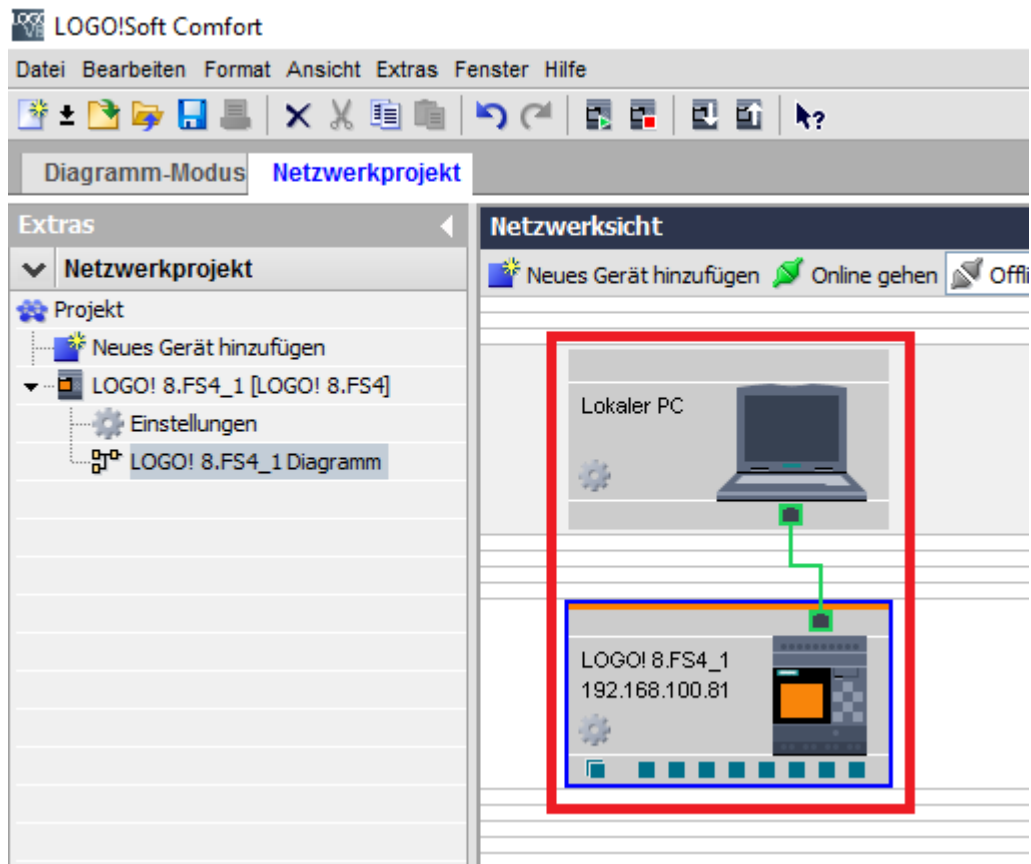 LOGO!Soft Comfort
Datei Bearbeiten Format Ansicht Extras Fenster Hilfe
Diagramm-Modus Netzwerkprojekt
Extras
Netzwerkprojekt
Projekt
Neues Gerät hinzufügen
LOGO! 8.FS4_1 [LOGO! 8.FS4]
Einstellungen
LOGO! 8.FS4_1 Diagramm
Netzwerksicht
Neues Gerät hinzufügen Online gehen Offli
Lokaler PC
LOGO! 8.FS4_1
192.168.100.81